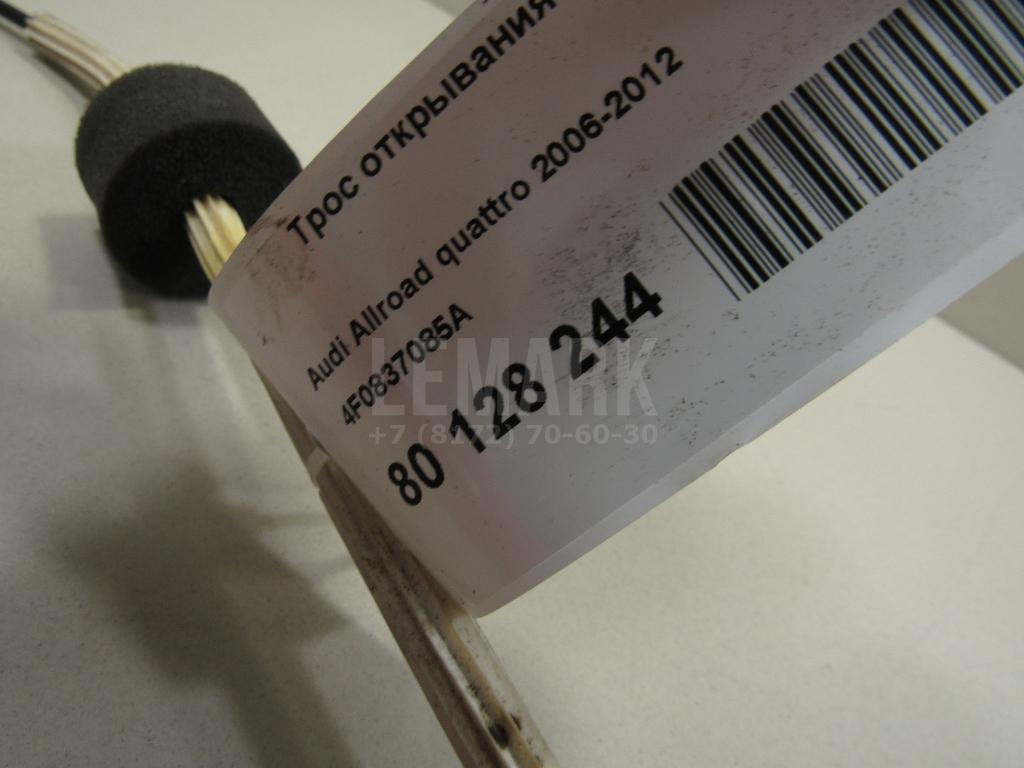 Трос открывания
Audi Allroad quattro 2006-2012
4F0837085A
80 128 244
LEMARK
+7 (8172) 70-60-30